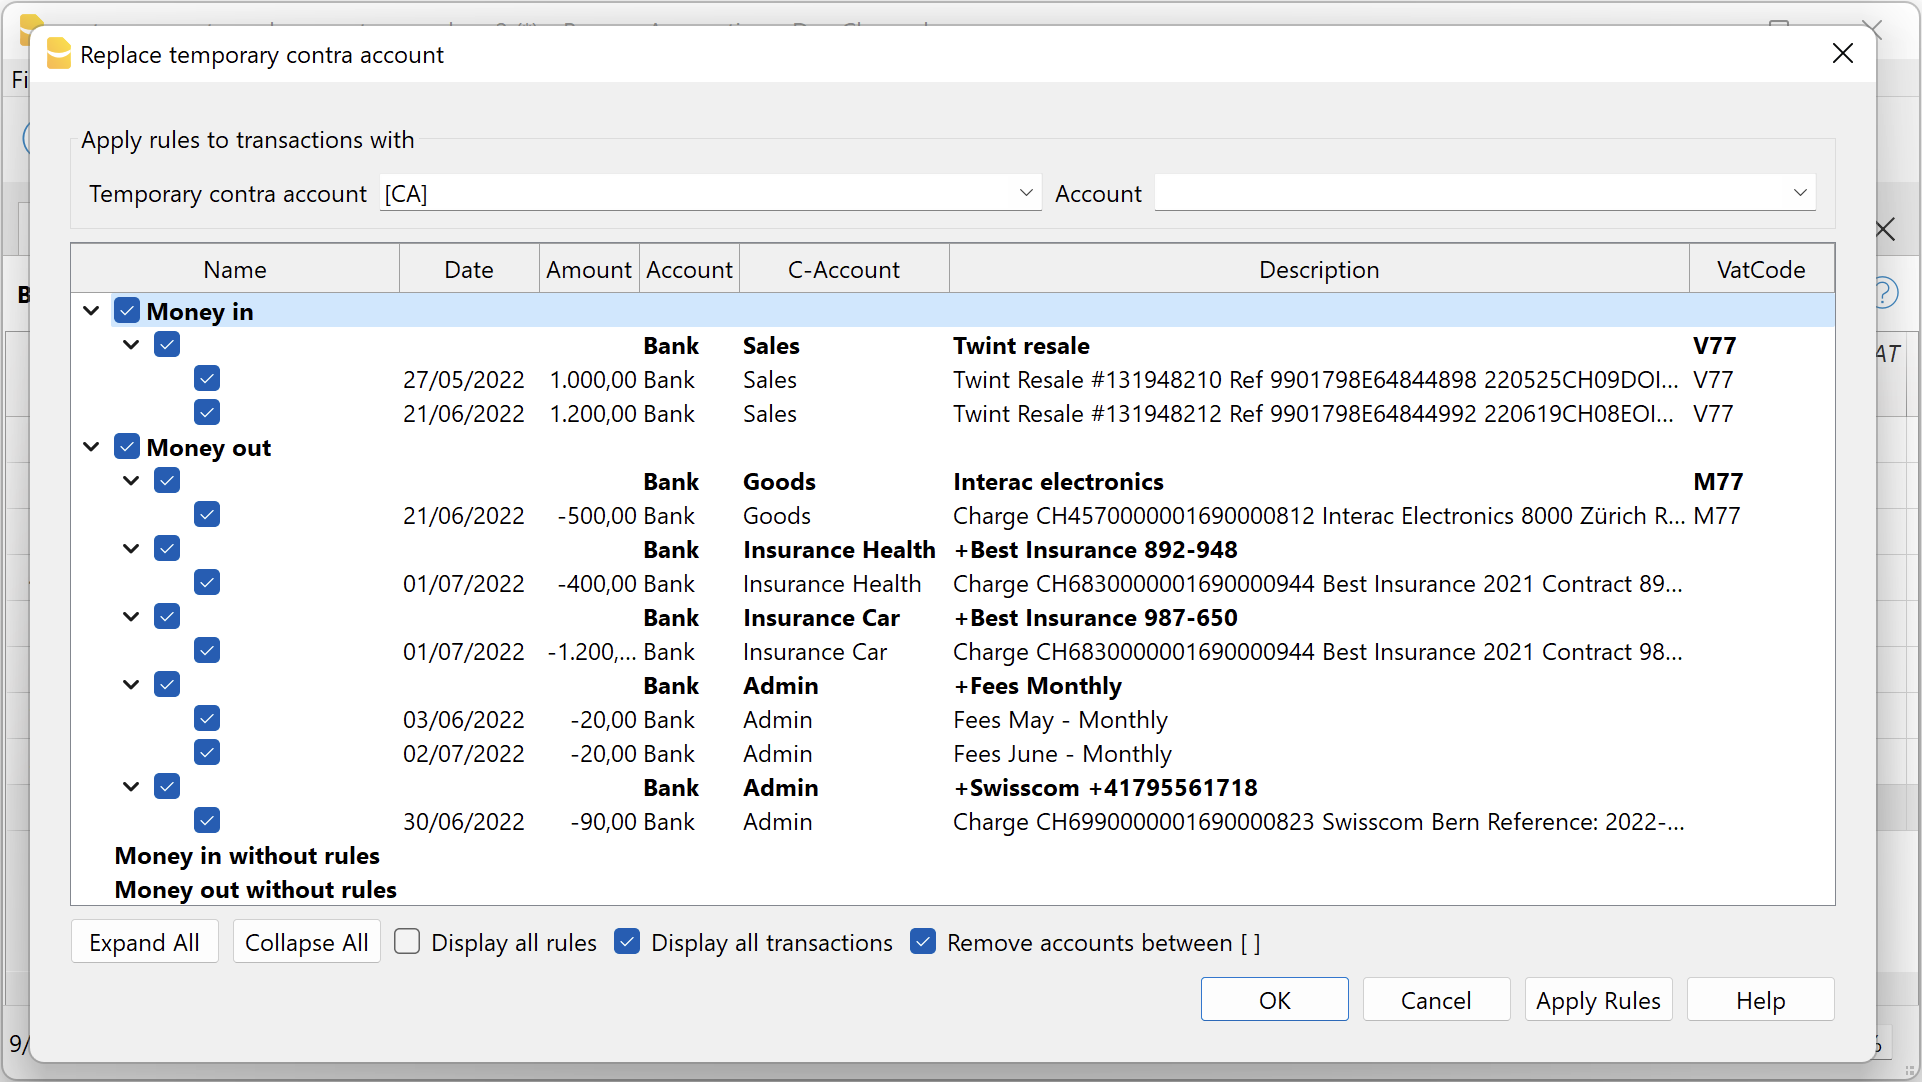 Replace temporary contra account
Fi
Apply rules to transactions with
Temporary contra account [CA] Account
Name Date Amount Account C-Account Description VatCode
B
Money in
Bank Sales Twint resale V77
AT
27/05/2022 1.000,00 Bank Sales Twint Resale #131948210 Ref 9901798E64844898 220525CH09DOI... V77
21/06/2022 1.200,00 Bank Sales Twint Resale #131948212 Ref 9901798E64844992 220619CH08EOI... V77
Money out
Bank Goods Interac electronics M77
21/06/2022 -500,00 Bank Goods Charge CH4570000001690000812 Interac Electronics 8000 Zürich R... M77
Bank Insurance Health +Best Insurance 892-948
01/07/2022 -400,00 Bank Insurance Health Charge CH6830000001690000944 Best Insurance 2021 Contract 89...
Bank Insurance Car +Best Insurance 987-650
01/07/2022 -1.200,... Bank Insurance Car Charge CH6830000001690000944 Best Insurance 2021 Contract 98...
Bank Admin +Fees Monthly
03/06/2022 -20,00 Bank Admin Fees May - Monthly
02/07/2022 -20,00 Bank Admin Fees June - Monthly
Bank Admin +Swisscom +41795561718
30/06/2022 -90,00 Bank Admin Charge CH6990000001690000823 Swisscom Bern Reference: 2022-...
Money in without rules
Money out without rules
Expand All Collapse All Display all rules Display all transactions Remove accounts between [ ]
OK Cancel Apply Rules Help
9/